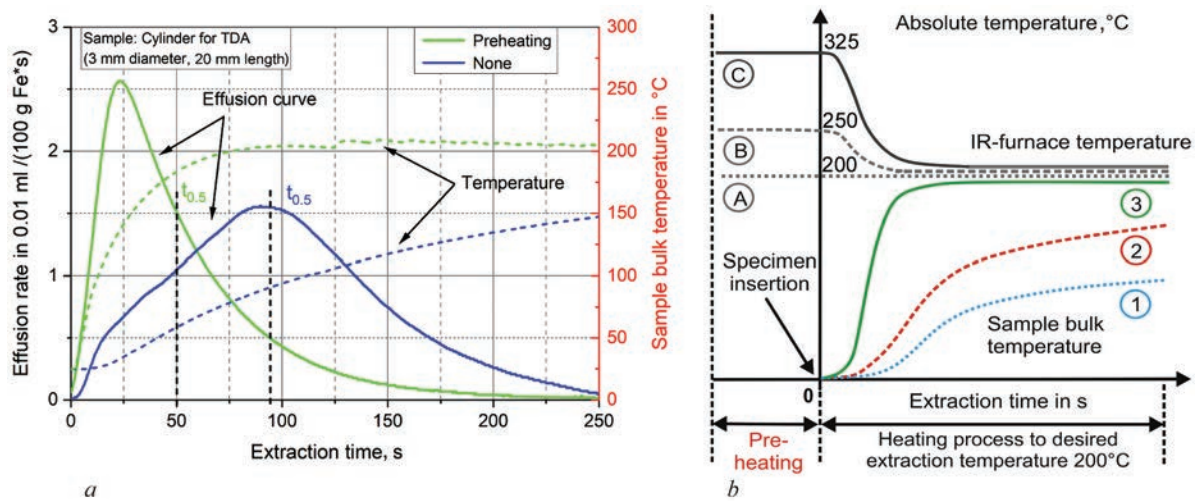 Sample: Cylinder for TDA
(3 mm diameter, 20 mm length)
Preheating
None
Effusion curve
Temperature
t0.5
t0.5
Effusion rate in 0.01 ml /(100 g Fe*s)
3
2
1
0
Sample bulk temperature in °C
300
250
200
150
100
50
0
0 50 75 100 150 200 250
Extraction time, s
a
Absolute temperature, °C
325
C
250
IR-furnace temperature
B
200
A
3
Specimen
insertion
2
1
Sample bulk
temperature
0
Extraction time in s
Pre-
heating
Heating process to desired
extraction temperature 200°C
b